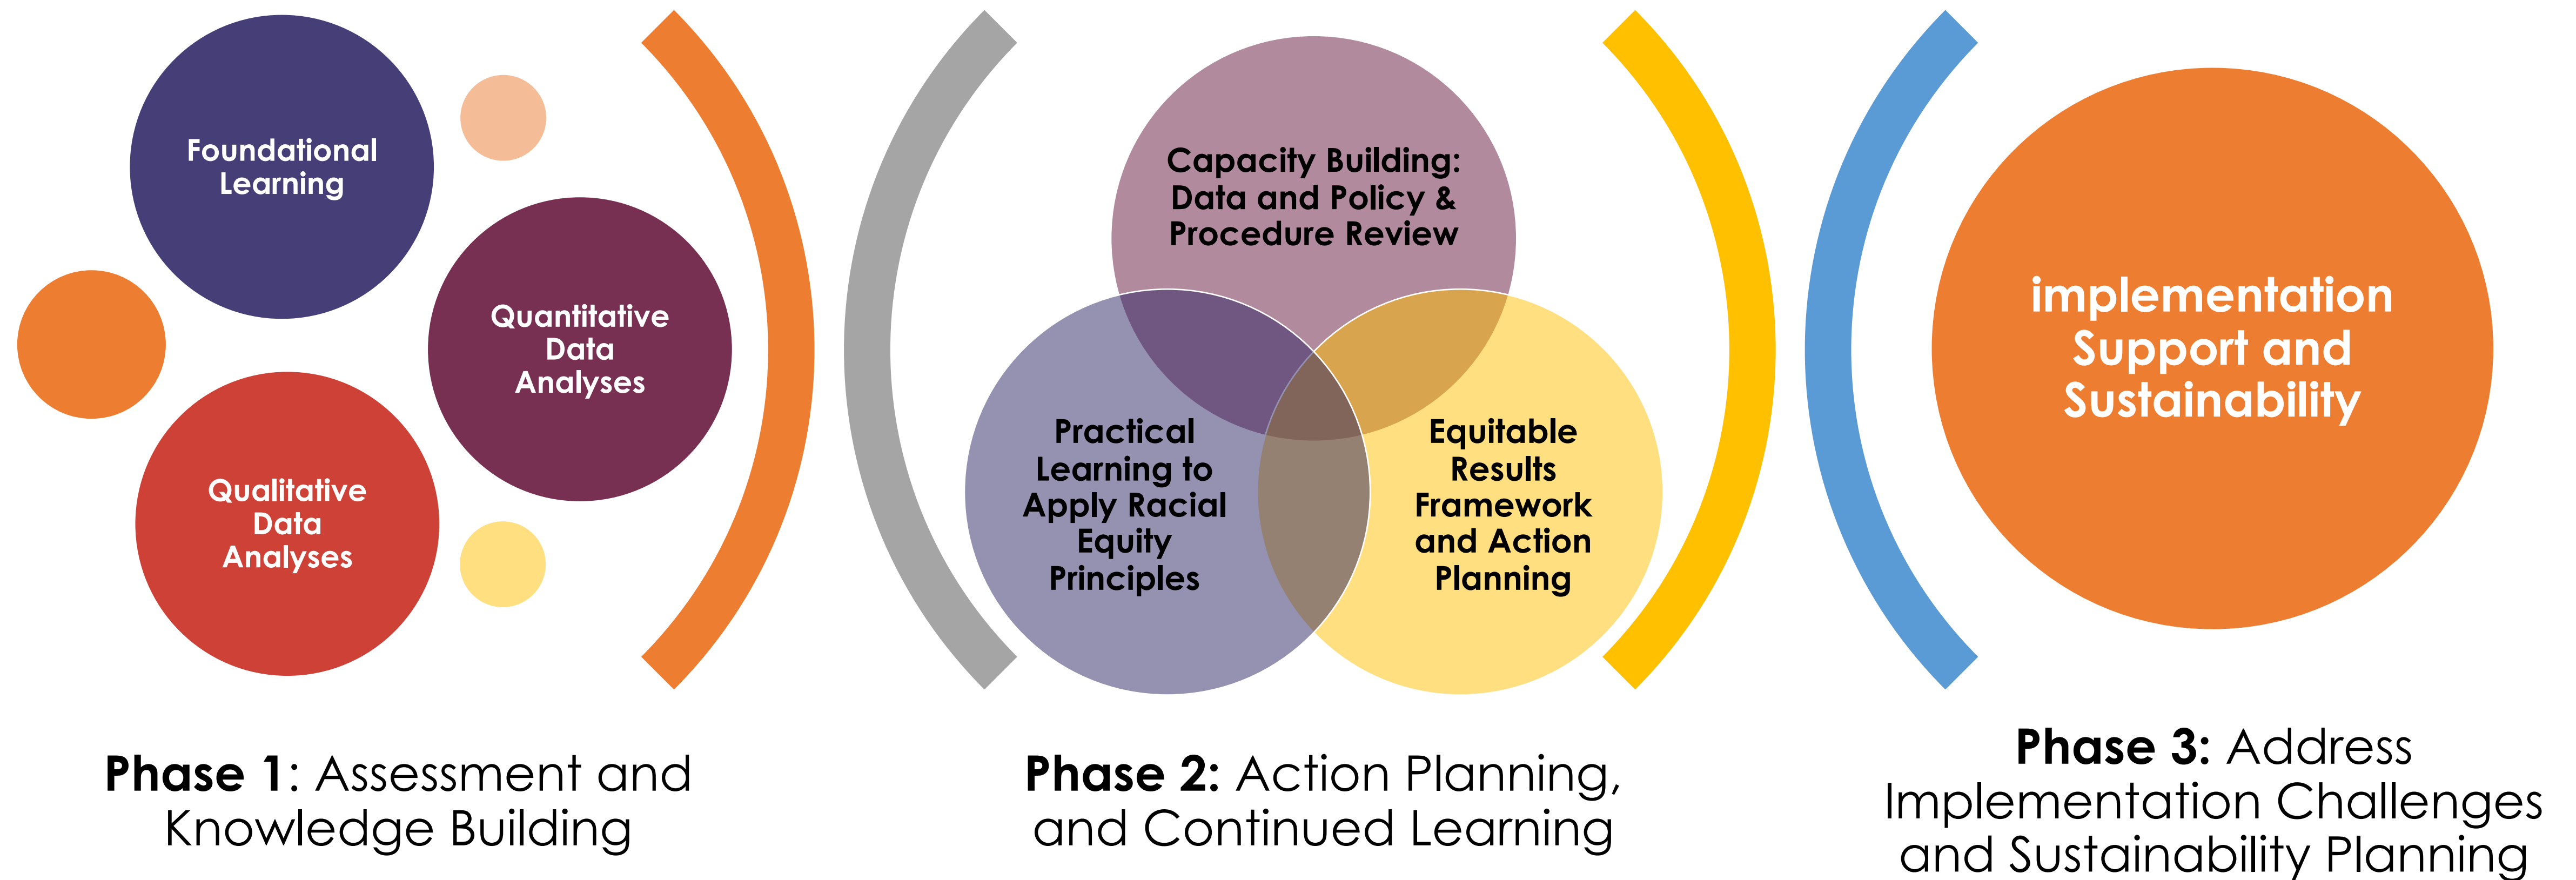 Foundational
Learning
Quantitative
Data
Analyses
Qualitative
Data
Analyses
Phase 1: Assessment and
Knowledge Building
Capacity Building:
Data and Policy &
Procedure Review
Practical
Learning to
Apply Racial
Equity
Principles
Equitable
Results
Framework
and Action
Planning
Phase 2: Action Planning,
and Continued Learning
implementation
Support and
Sustainability
Phase 3: Address
Implementation Challenges
and Sustainability Planning